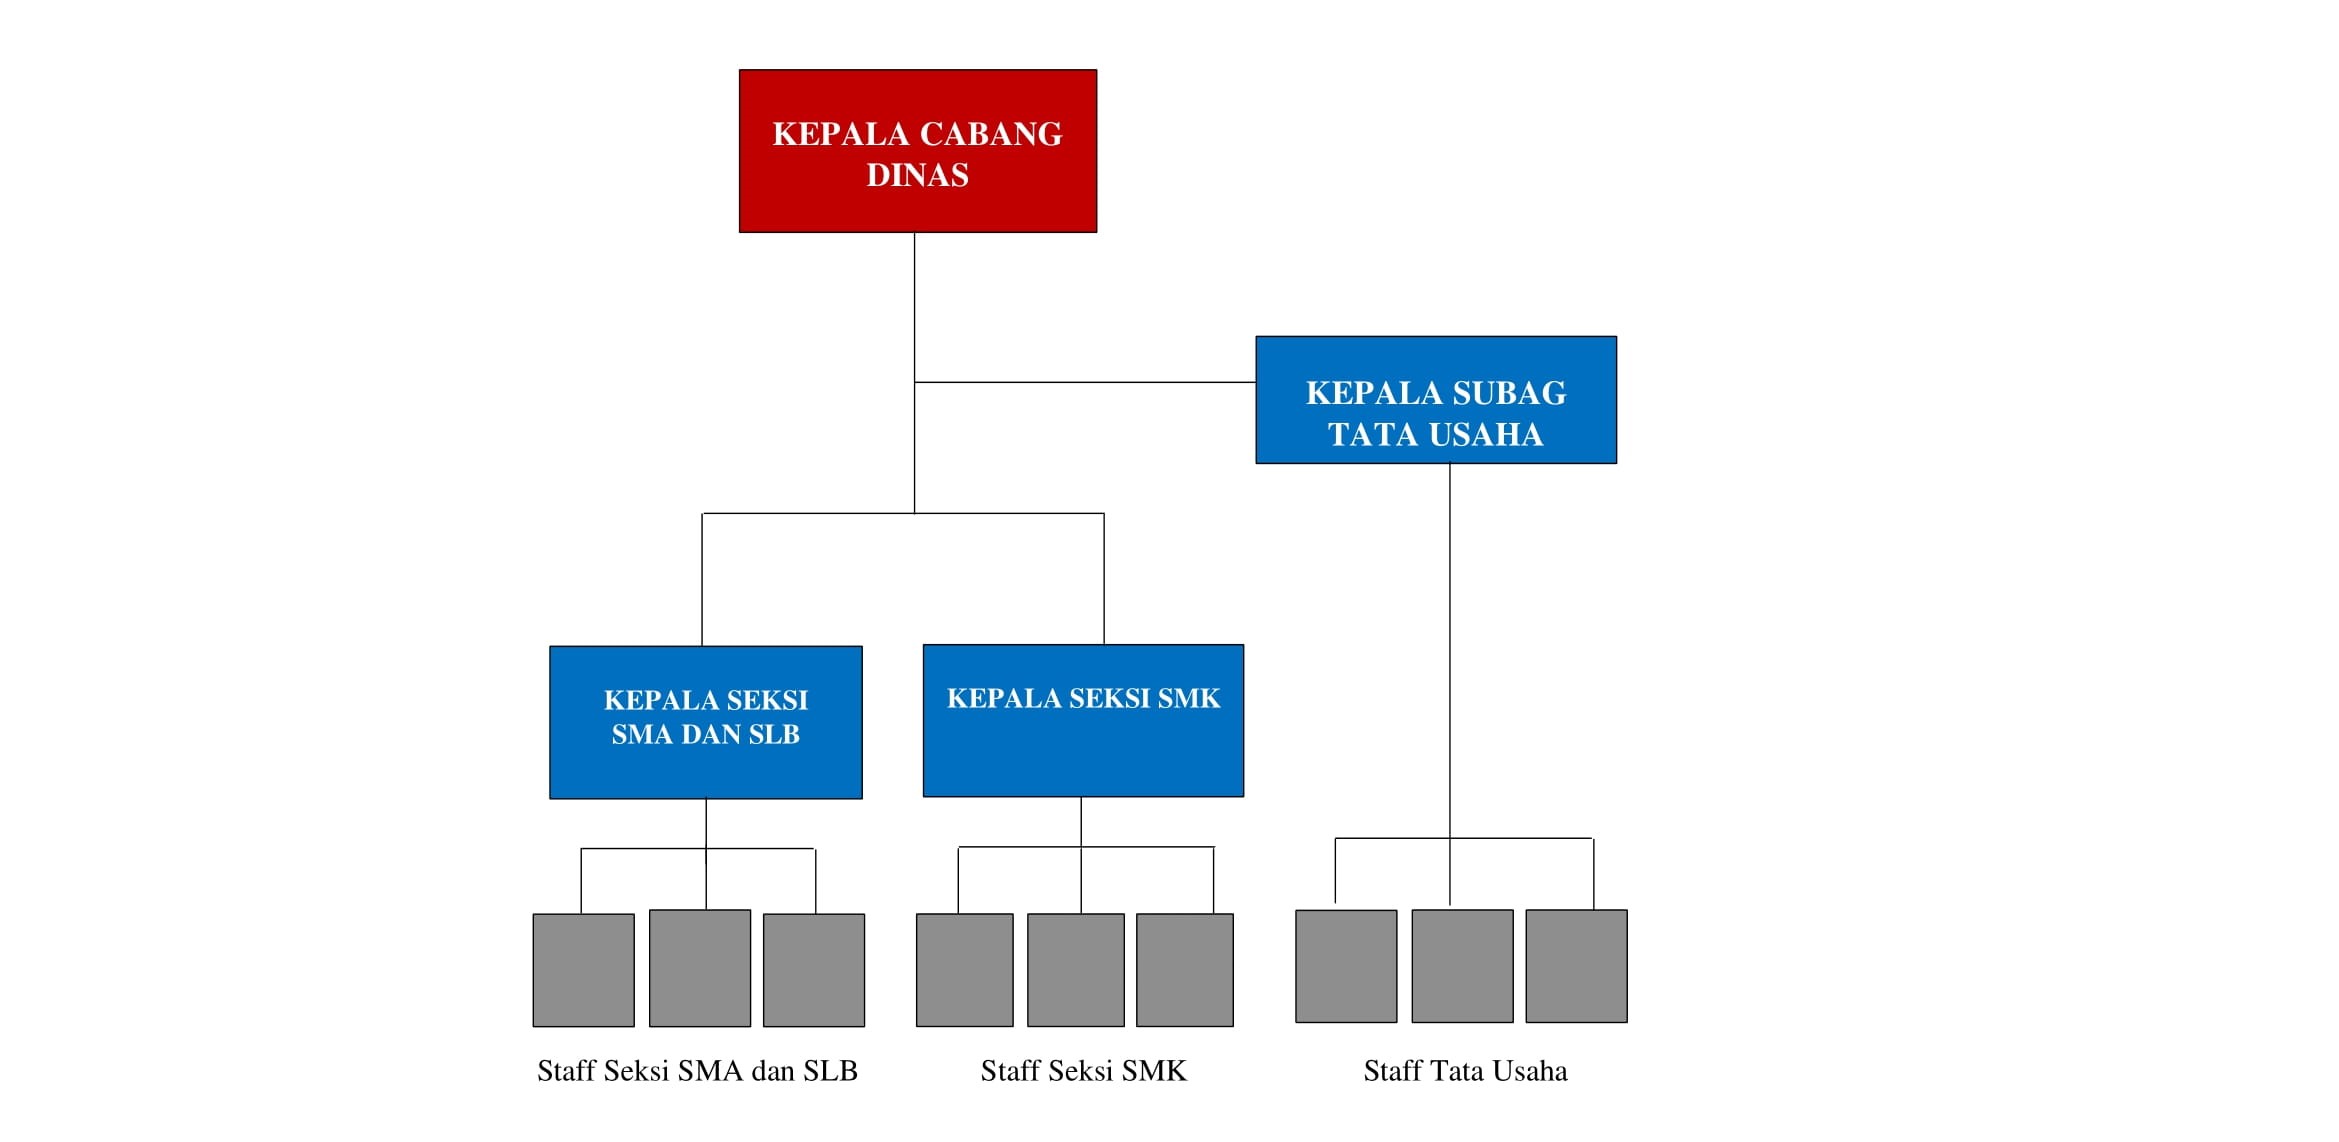 KEPALA CABANG
DINAS
KEPALA SUBAG
TATA USAHA
KEPALA SEKSI
SMA DAN SLB
KEPALA SEKSI SMK
Staff Seksi SMA dan SLB
Staff Seksi SMK
Staff Tata Usaha